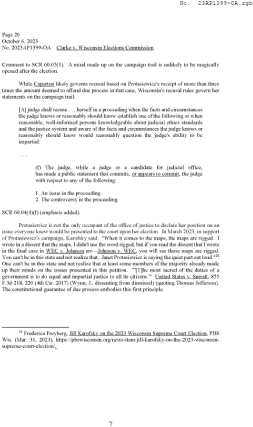 No. 23AP1399-OA.rgb
Page 20
October 6, 2023
No. 2023AP1399-OA Clarke v. Wisconsin Elections Commission
Comment to SCR 60.05(1). A mind made up on the campaign trail is unlikely to be magically
opened after the election.
While Caperton likely governs recusal based on Protasiewicz's receipt of more than three
times the amount deemed to offend due process in that case, Wisconsin's recusal rules govern her
statements on the campaign trail:
[A] judge shall recuse . . . herself in a proceeding when the facts and circumstances
the judge knows or reasonably should know establish one of the following or when
reasonable, well-informed persons knowledgeable about judicial ethics standards
and the justice system and aware of the facts and circumstances the judge knows or
reasonably should know would reasonably question the judge's ability to be
impartial:
. . . .
(f) The judge, while a judge or a candidate for judicial office,
has made a public statement that commits, or appears to commit, the judge
with respect to any of the following:
1. An issue in the proceeding.
2. The controversy in the proceeding.
SCR 60.04(4)(f) (emphasis added).
Protasiewicz is not the only occupant of the office of justice to declare her position on an
issue everyone knew would be presented to the court upon her election. In March 2023, in support
of Protasiewicz's campaign, Karofsky said: "When it comes to the maps, the maps are rigged. I
wrote in a dissent that the maps, I didn't use the word rigged, but if you read the dissent that I wrote
in the final case in WEC v. Johnson on—Johnson v. WEC, you will see those maps are rigged.
You can't be in this state and not realize that. Janet Protasiewicz is saying the quiet part out loud."20
One can't be in this state and not realize that at least some members of the majority already made
up their minds on the issues presented in this petition. "'[T]he most sacred of the duties of a
government is to do equal and impartial justice to all its citizens.'" United States v. Sawatt, 855
F.3d 218, 220 (4th Cir. 2017) (Wynn, J., dissenting from dismissal) (quoting Thomas Jefferson).
The constitutional guarantee of due process embodies this first principle.
20 Frederica Freyberg, Jill Karofsky on the 2023 Wisconsin Supreme Court Election, PBS
Wis. (Mar. 31, 2023), https://pbswisconsin.org/news-item/jill-karofsky-on-the-2023-wisconsin-
supreme-court-election/.
7